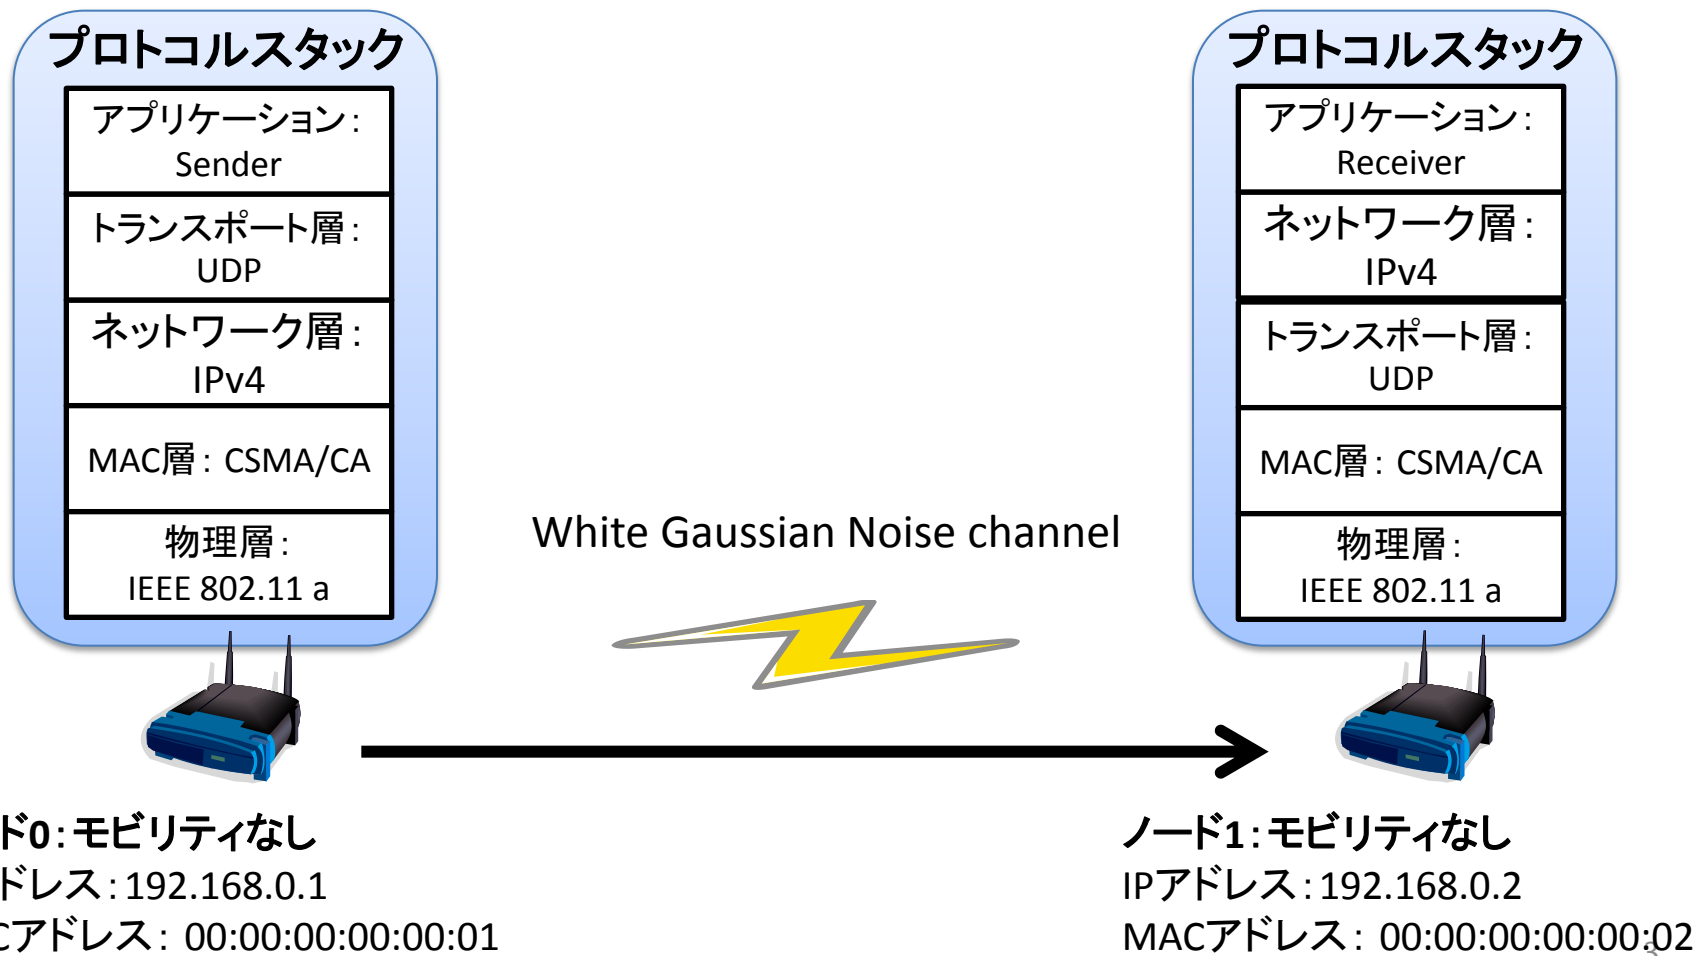 プロトコルスタック
アプリケーション：
Sender
トランスポート層：
UDP
ネットワーク層：
IPv4
MAC層： CSMA/CA
物理層：
IEEE 802.11 a
プロトコルスタック
アプリケーション：
Receiver
ネットワーク層：
IPv4
トランスポート層：
UDP
MAC層： CSMA/CA
物理層：
IEEE 802.11 a
White Gaussian Noise channel
ド0：モビリティなし
ドレス：192.168.0.1
Cアドレス： 00:00:00:00:00:01
ノード1：モビリティなし
IPアドレス：192.168.0.2
MACアドレス： 00:00:00:00:00:02
3